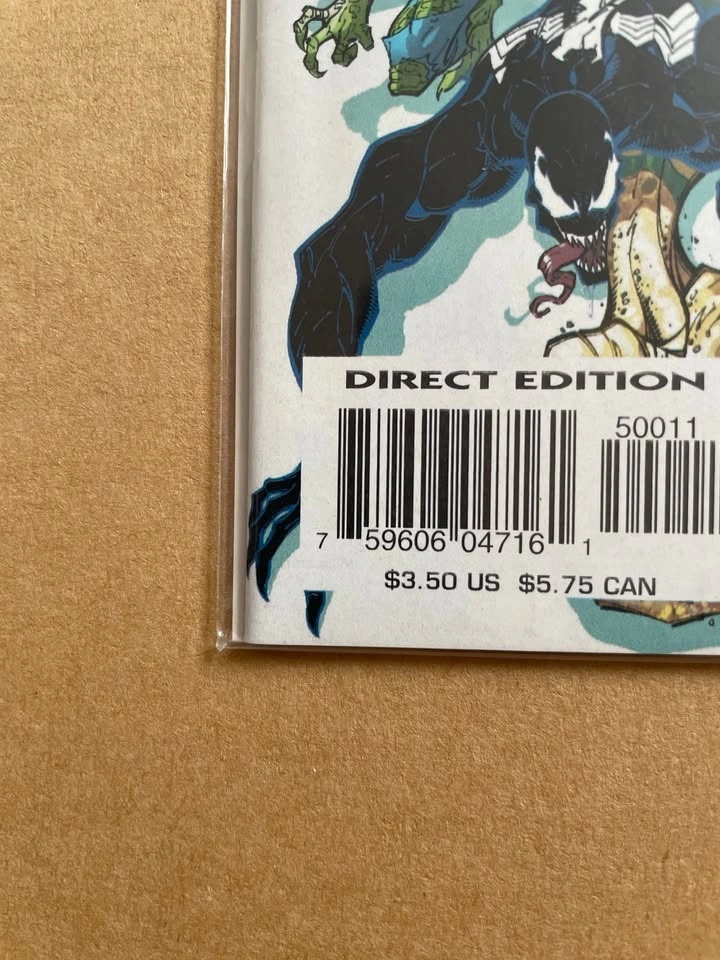 DIRECT EDITION
50011
7 59606 04716 1
$3.50 US $5.75 CAN